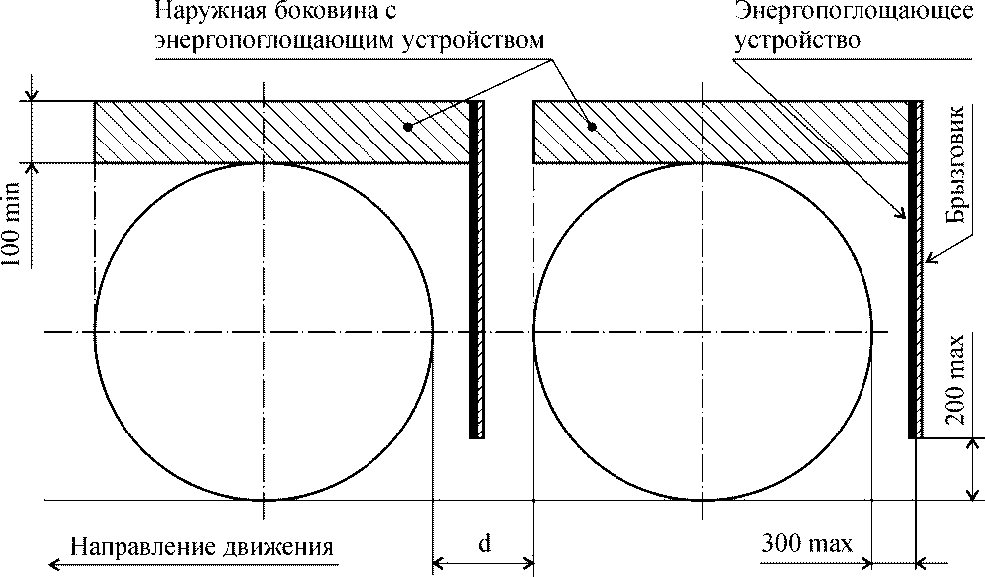 Наружная боковина с
энергопоглощающим устройством
Энергопоглощающее
устройство
100 min
Брызговик
200 max
Направление движения
d
300 max